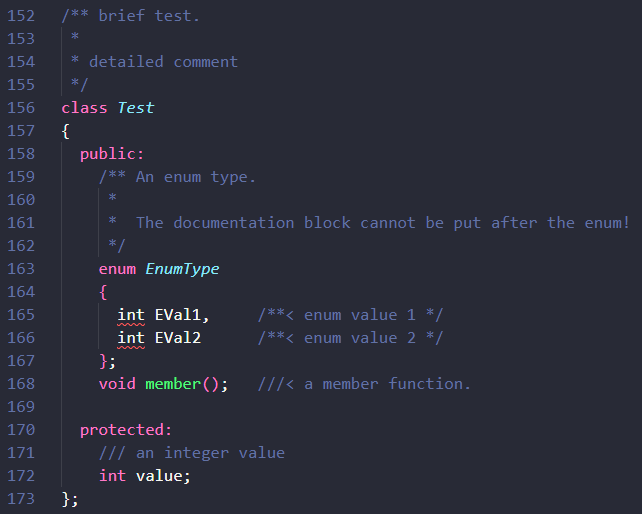 152 /** brief test.
153  *
154  * detailed comment
155  */
156 class Test
157 {
158   public:
159     /** An enum type.
160      *
161      *  The documentation block cannot be put after the enum!
162      */
163     enum EnumType
164     {
165       int EVal1,     /**< enum value 1 */
166       int EVal2      /**< enum value 2 */
167     };
168     void member();   ///< a member function.
169
170   protected:
171     /// an integer value
172     int value;
173 };